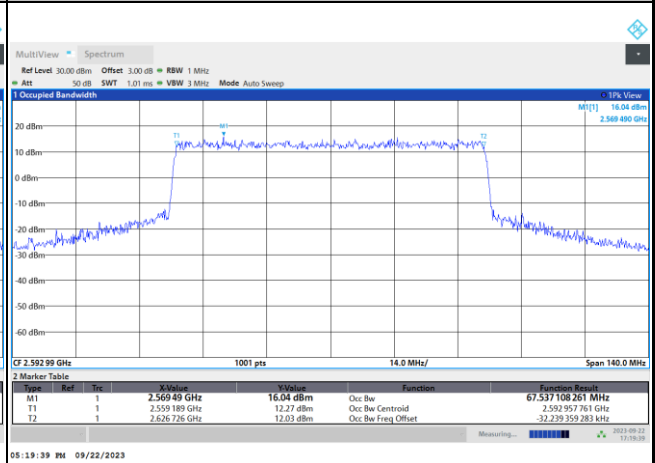 MultiView Spectrum
Ref Level 30.00 dBm Offset 3.00 dB RBW 1 MHz
Att 50 dB SWT 1.01 ms VBW 3 MHz Mode Auto Sweep
1 Occupied Bandwidth 1Pk View
M1[1] 16.04 dBm
2.569 490 GHz
20 dBm
T1 M1 T2
10 dBm
0 dBm
-10 dBm
-20 dBm
-30 dBm
-40 dBm
-50 dBm
-60 dBm
CF 2.592 99 GHz 1001 pts 14.0 MHz/ Span 140.0 MHz
2 Marker Table
Type Ref Trc X-Value Y-Value Function Function Result
M1 1 2.569 49 GHz 16.04 dBm Occ Bw 67.537 108 261 MHz
T1 1 2.559 189 GHz 12.27 dBm Occ Bw Centroid 2.592 957 761 GHz
T2 1 2.626 726 GHz 12.03 dBm Occ Bw Freq Offset -32.239 359 283 kHz
Measuring... 2023-09-22
17:19:39
05:19:39 PM 09/22/2023